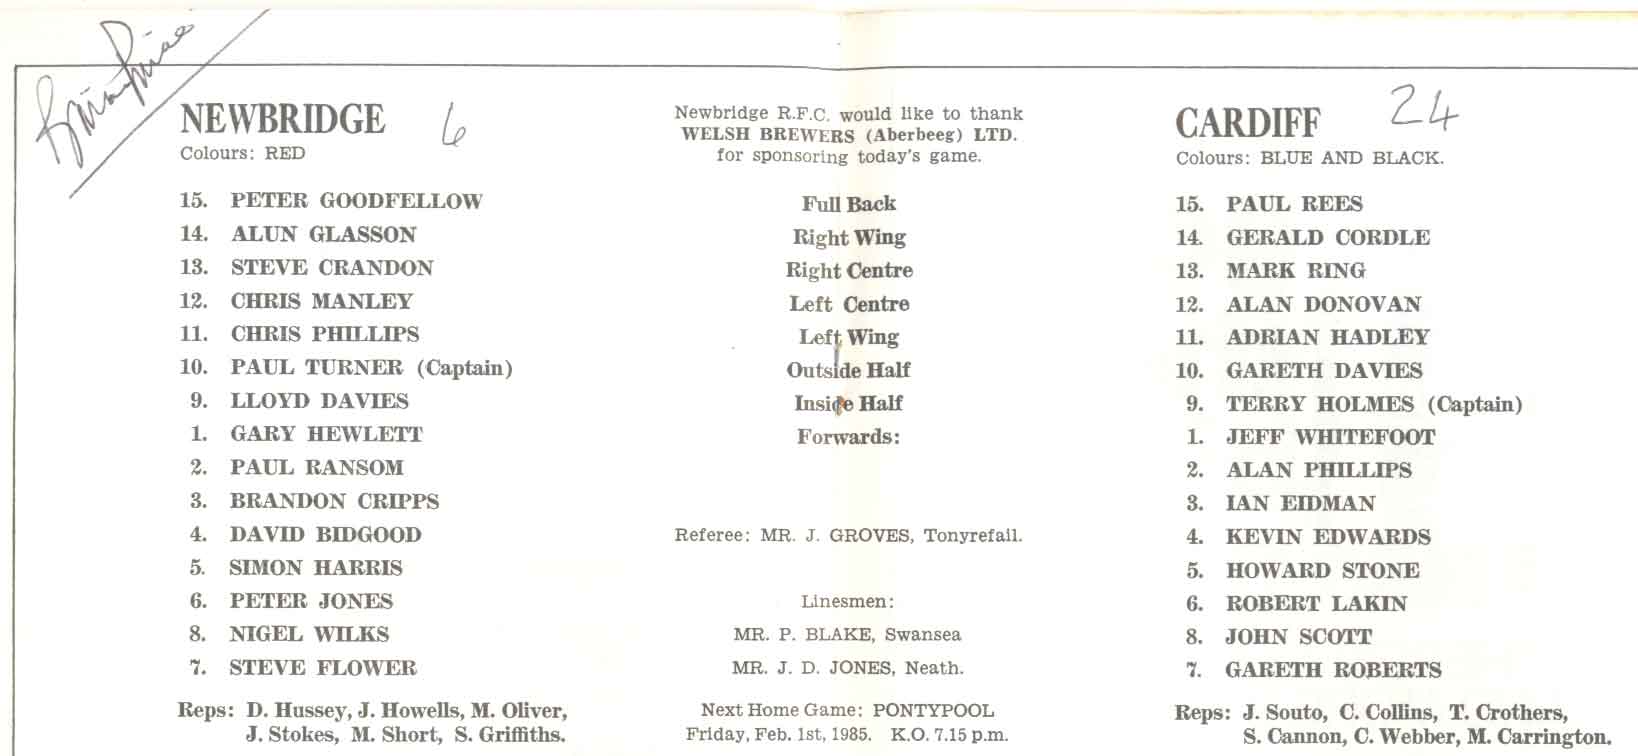 Brian Price
NEWBRIDGE 6
Colours: RED
15. PETER GOODFELLOW
14. ALUN GLASSON
13. STEVE CRANDON
12. CHRIS MANLEY
11. CHRIS PHILLIPS
10. PAUL TURNER (Captain)
9. LLOYD DAVIES
1. GARY HEWLETT
2. PAUL RANSOM
3. BRANDON CRIPPS
4. DAVID BIDGOOD
5. SIMON HARRIS
6. PETER JONES
8. NIGEL WILKS
7. STEVE FLOWER
Reps: D. Hussey, J. Howells, M. Oliver,
J. Stokes, M. Short, S. Griffiths.
Newbridge R.F.C. would like to thank
WELSH BREWERS (Aberbeeg) LTD.
for sponsoring today's game.
Full Back
Right Wing
Right Centre
Left Centre
Left Wing
Outside Half
Inside Half
Forwards:
Referee: MR. J. GROVES, Tonyrefail.
Linesmen:
MR. P. BLAKE, Swansea
MR. J. D. JONES, Neath.
Next Home Game: PONTYPOOL
Friday, Feb. 1st, 1985. K.O. 7.15 p.m.
CARDIFF 24
Colours: BLUE AND BLACK.
15. PAUL REES
14. GERALD CORDLE
13. MARK RING
12. ALAN DONOVAN
11. ADRIAN HADLEY
10. GARETH DAVIES
9. TERRY HOLMES (Captain)
1. JEFF WHITEFOOT
2. ALAN PHILLIPS
3. IAN EIDMAN
4. KEVIN EDWARDS
5. HOWARD STONE
6. ROBERT LAKIN
8. JOHN SCOTT
7. GARETH ROBERTS
Reps: J. Souto, C. Collins, T. Crothers,
S. Cannon, C. Webber, M. Carrington.